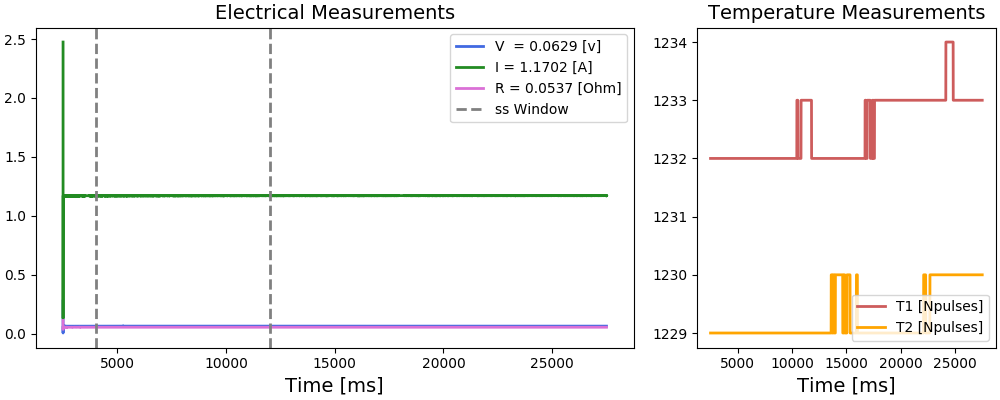 Electrical Measurements
2.5
2.0
1.5
1.0
0.5
0.0
V = 0.0629 [v]
I = 1.1702 [A]
R = 0.0537 [Ohm]
ss Window
5000 10000 15000 20000 25000
Time [ms]
Temperature Measurements
1234
1233
1232
1231
1230
1229
T1 [Npulses]
T2 [Npulses]
5000 10000 15000 20000 25000
Time [ms]